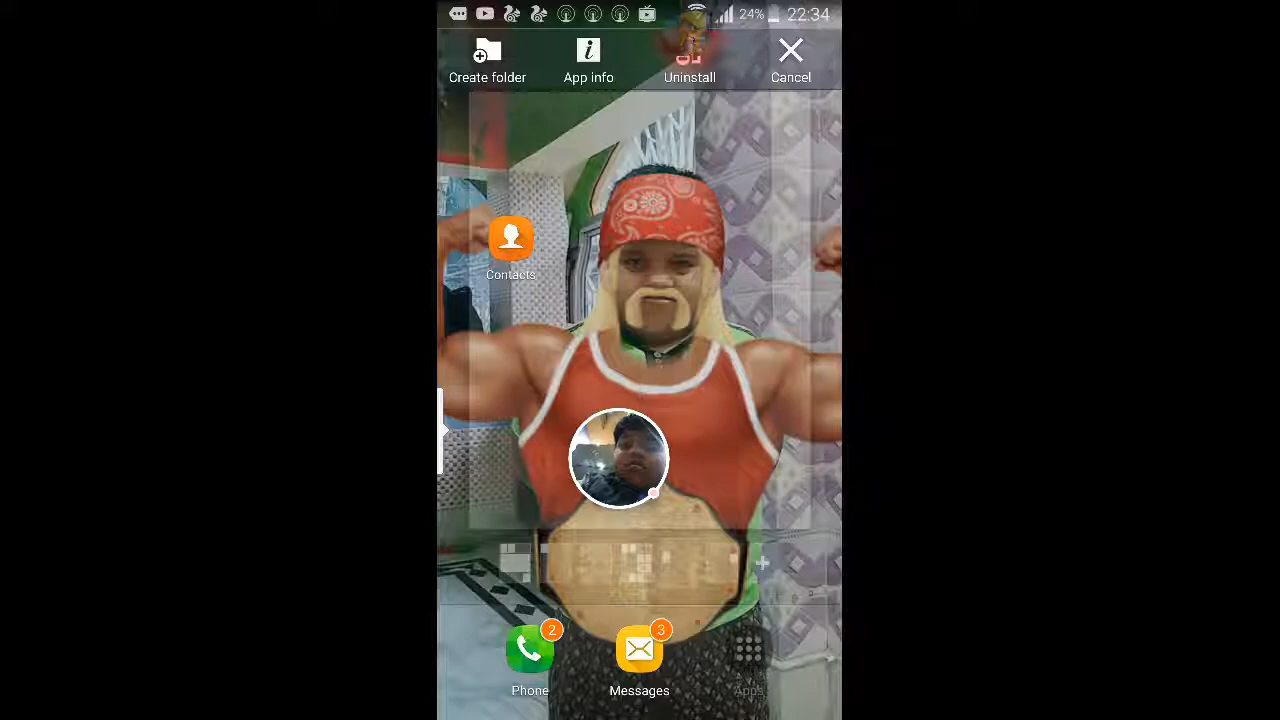 24% 22:34
Create folder App info Uninstall Cancel
Contacts
2 3
Phone Messages Apps